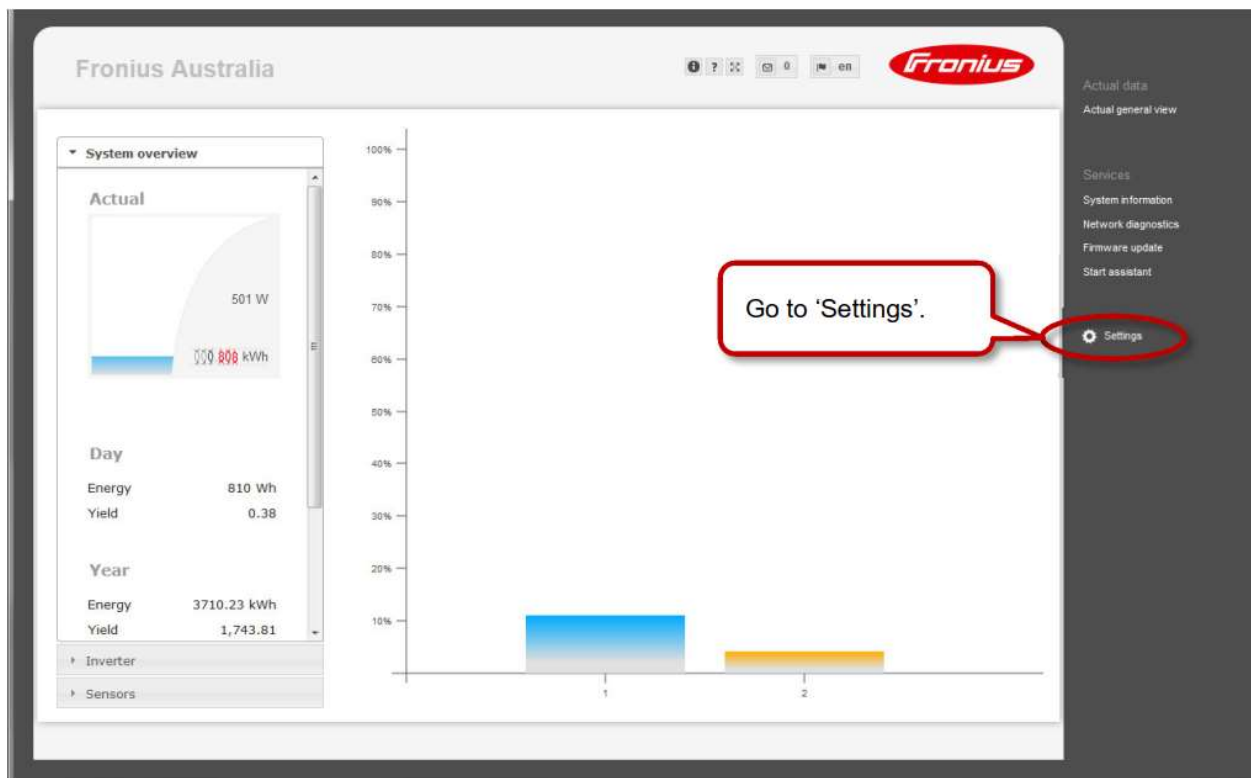 Fronius Australia
i ? 0 en
Fronius
Actual data
Actual general view
Services
System information
Network diagnostics
Firmware update
Start assistant
Settings
Go to ‘Settings’.
System overview
Actual
501 W
kWh
Day
Energy 810 Wh
Yield 0.38
Year
Energy 3710.23 kWh
Yield 1,743.81
Inverter
Sensors
100%
90%
80%
70%
60%
50%
40%
30%
20%
10%
1 2